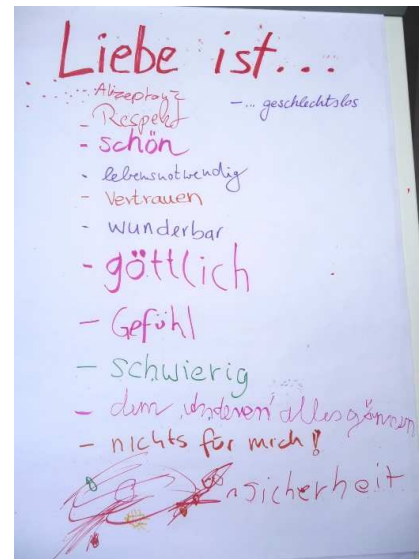 Liebe ist...
Akzeptanz
-... geschlechtslos
- Respekt
- schön
- lebensnotwendig
- Vertrauen
- wunderbar
- göttlich
- Gefühl
- schwierig
- dem 'anderen' alles gönnen
- nichts für mich!
nsicherheit